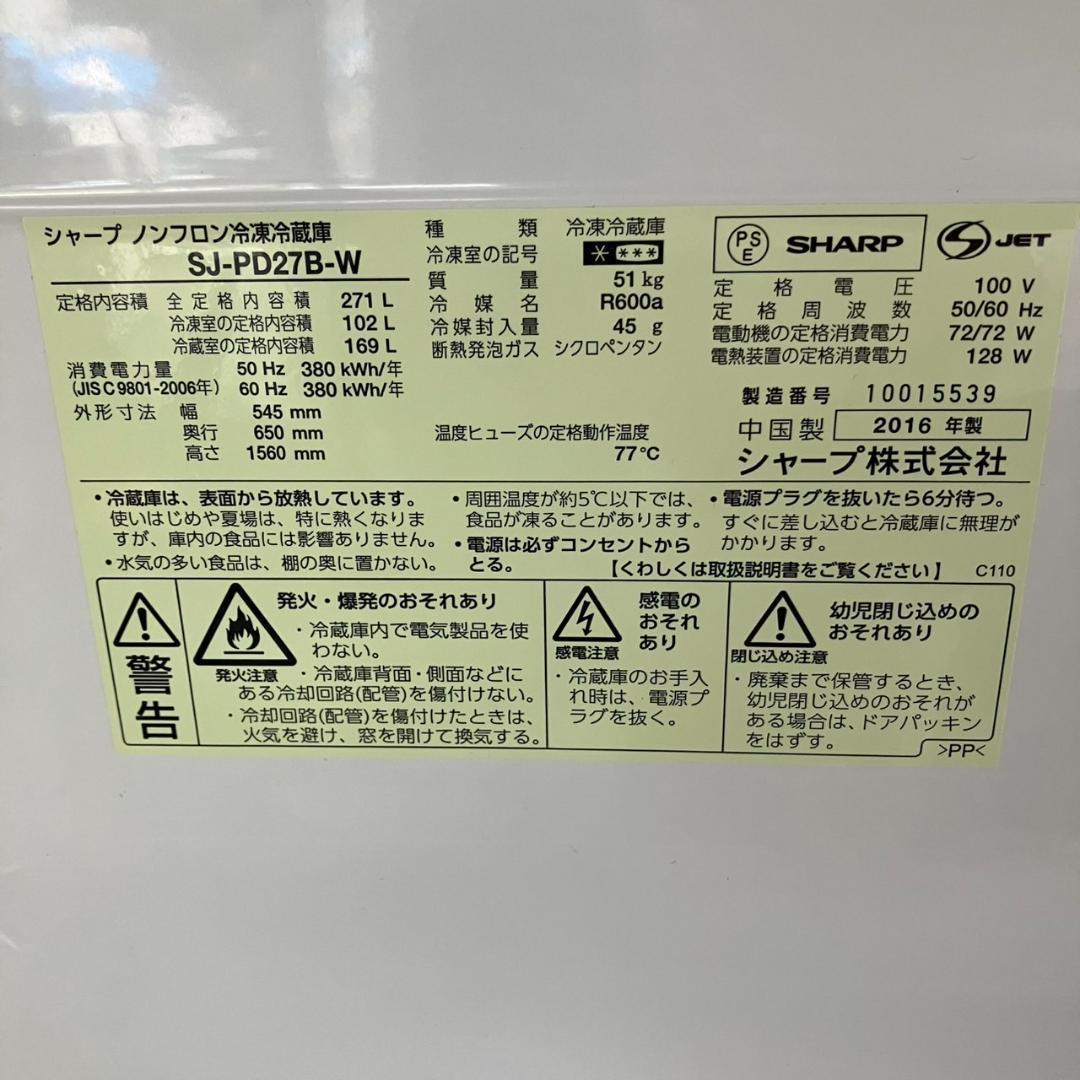 シャープ ノンフロン冷凍冷蔵庫
SJ-PD27B-W
定格内容積 全定格内容積 271 L
冷凍室の定格内容積 102 L
冷蔵室の定格内容積 169 L
消費電力量 50 Hz 380 kWh/年
(JIS C 9801-2006年) 60 Hz 380 kWh/年
外形寸法 幅 545 mm
奥行 650 mm
高さ 1560 mm
種類 冷凍冷蔵庫
冷凍室の記号 * ***
質量 51 kg
冷媒名 R600a
冷媒封入量 45 g
断熱発泡ガス シクロペンタン
温度ヒューズの定格動作温度
77℃
PSE SHARP JET
定格電圧 100 V
定格周波数 50/60 Hz
電動機の定格消費電力 72/72 W
電熱装置の定格消費電力 128 W
製造番号 10015539
中国製 2016 年製
シャープ株式会社
・冷蔵庫は、表面から放熱しています。
使いはじめや夏場は、特に熱くなりま
すが、庫内の食品には影響ありません。
・水気の多い食品は、棚の奥に置かない。
・周囲温度が約5℃以下では、
食品が凍ることがあります。
・電源は必ずコンセントから
とる。
・電源プラグを抜いたら6分待つ。
すぐに差し込むと冷蔵庫に無理が
かかります。
【くわしくは取扱説明書をご覧ください】 C110
警告
発火・爆発のおそれあり
発火注意
・冷蔵庫内で電気製品を使
わない。
・冷蔵庫背面・側面などに
ある冷却回路(配管)を傷付けない。
・冷却回路(配管)を傷付けたときは、
火気を避け、窓を開けて換気する。
感電の
おそれ
あり
感電注意
・冷蔵庫のお手入
れ時は、電源プ
ラグを抜く。
幼児閉じ込めの
おそれあり
閉じ込め注意
・廃棄まで保管するとき、
幼児閉じ込めのおそれが
ある場合は、ドアパッキン
をはずす。
>PP<